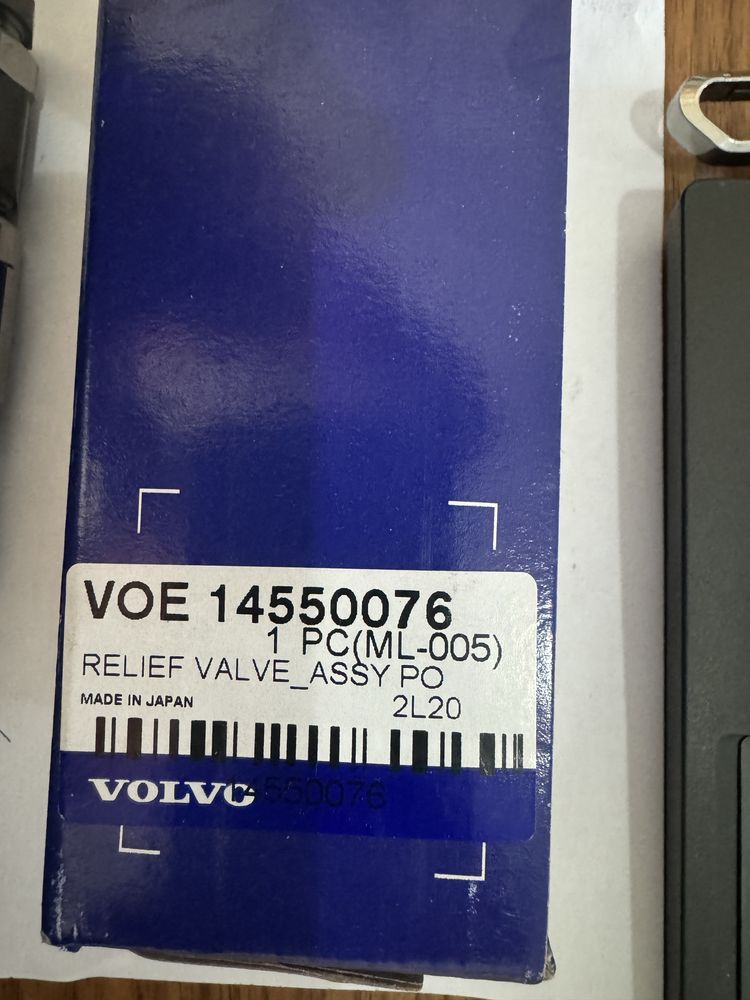 VOE 14550076
1 PC(ML-005)
RELIEF VALVE_ASSY PO
MADE IN JAPAN 2L20
VOLVO 14550076